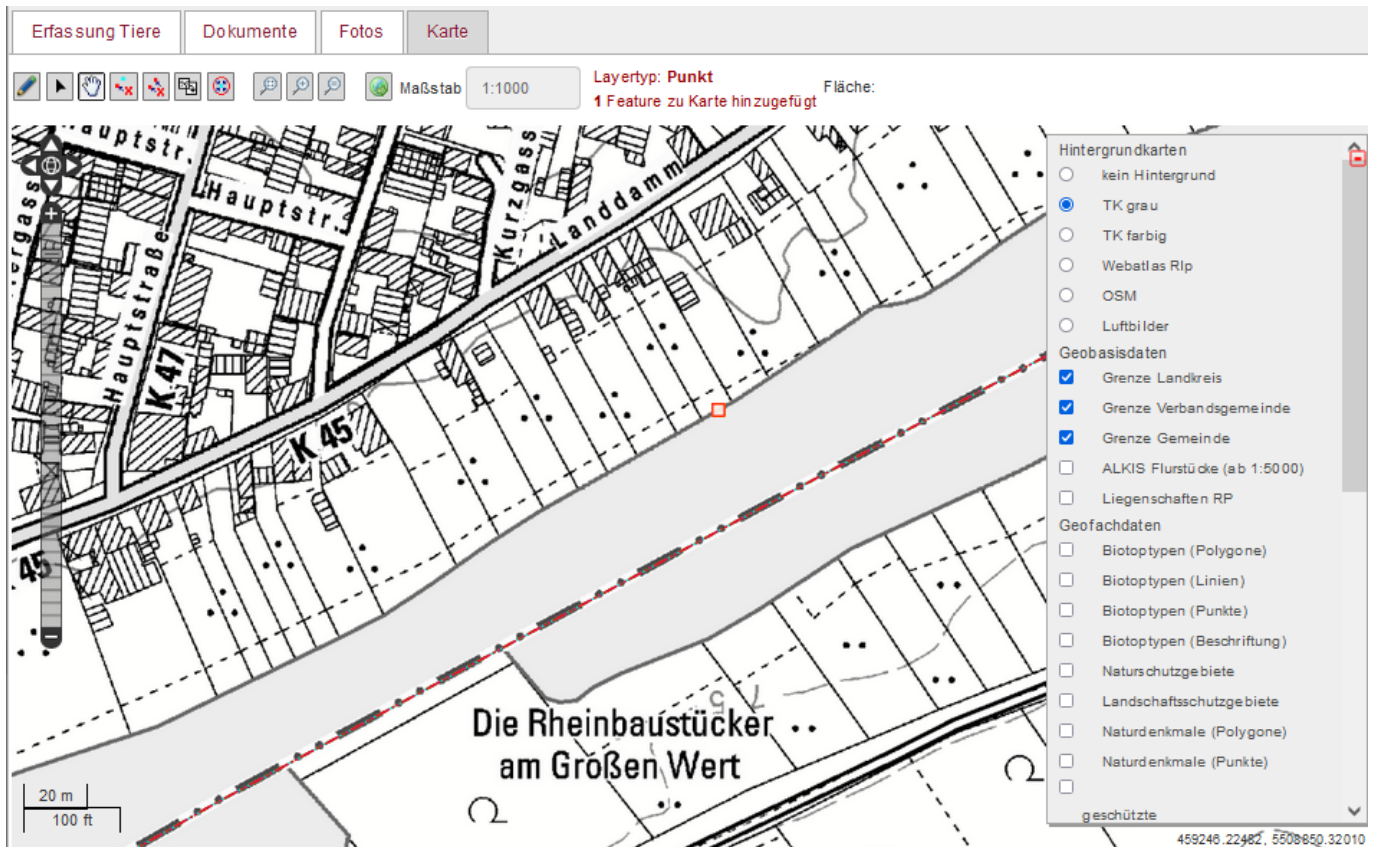 Erfassung Tiere
Dokumente
Fotos
Karte
Maßstab
1:1000
Layertyp: Punkt
1 Feature zu Karte hinzugefügt
Fläche:
Hauptstr.
Hauptstr.
Hauptstraße
Kurzgass
Landdamm
K 47
K 45
45
Die Rheinbaustücker
am Großen Wert
20 m
100 ft
Hintergrundkarten
kein Hintergrund
TK grau
TK farbig
Webatlas Rlp
OSM
Luftbilder
Geobasisdaten
Grenze Landkreis
Grenze Verbandsgemeinde
Grenze Gemeinde
ALKIS Flurstücke (ab 1:5000)
Liegenschaften RP
Geofachdaten
Biotoptypen (Polygone)
Biotoptypen (Linien)
Biotoptypen (Punkte)
Biotoptypen (Beschriftung)
Naturschutzgebiete
Landschaftsschutzgebiete
Naturdenkmale (Polygone)
Naturdenkmale (Punkte)
geschützte
459246.22482, 5508850.32010